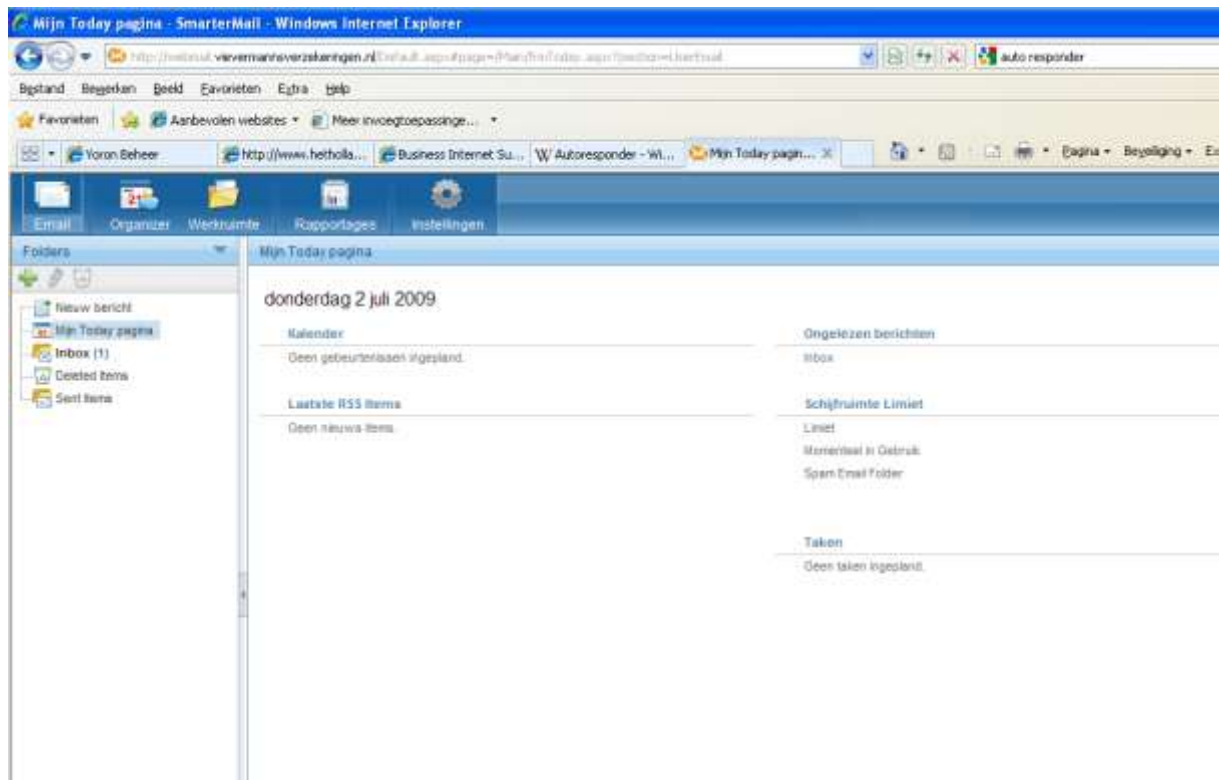 Mijn Today pagina - SmarterMail - Windows Internet Explorer
auto responder
Bestand Bewerken Beeld Favorieten Extra Help
Favorieten Aanbevolen websites Meer invoegtoepassinge...
Voron Beheer http://www.hetholla... Business Internet Su... Autoresponder - Wi... Mijn Today pagin... Pagina Beveiliging
Email Organizer Werkruimte Rapportages Instellingen
Folders Mijn Today pagina
Nieuw bericht
Mijn Today pagina
Inbox (1)
Deleted Items
Sent Items
donderdag 2 juli 2009
Kalender
Geen gebeurtenissen ingepland.
Laatste RSS Items
Geen nieuwe items.
Ongelezen berichten
Inbox
Schijfruimte Limiet
Limiet
Momenteel in Gebruik
Spam Email Folder
Taken
Geen taken ingepland.